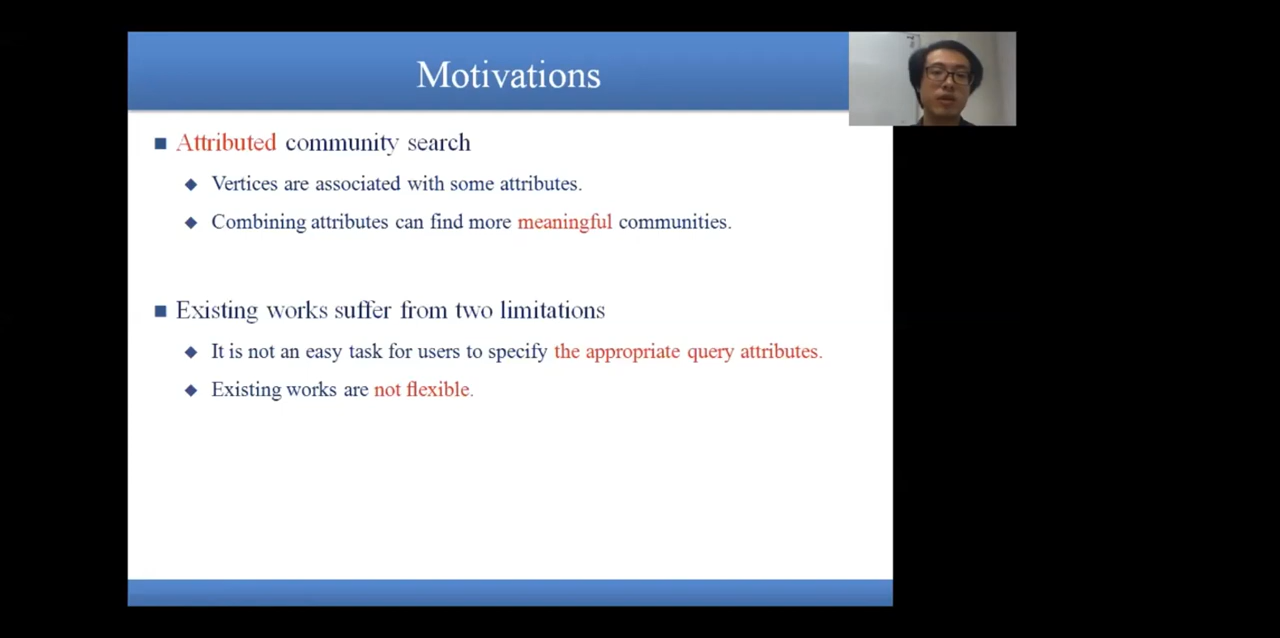 Motivations
Attributed community search
Vertices are associated with some attributes.
Combining attributes can find more meaningful communities.
Existing works suffer from two limitations
It is not an easy task for users to specify the appropriate query attributes.
Existing works are not flexible.